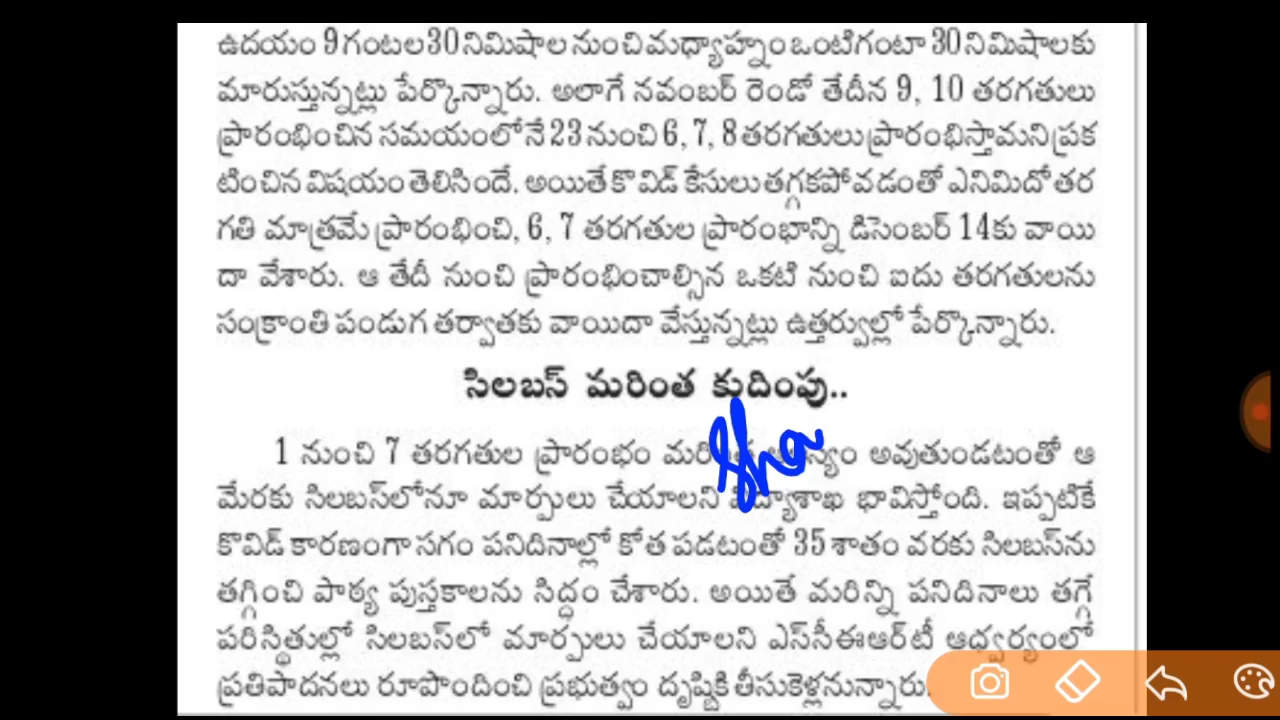 ఉదయం 9 గంటల 30 నిమిషాల నుంచి మధ్యాహ్నం ఒంటిగంటా 30 నిమిషాలకు
మారుస్తున్నట్లు పేర్కొన్నారు. అలాగే నవంబర్ రెండో తేదీన 9, 10 తరగతులు
ప్రారంభించిన సమయంలోనే 23 నుంచి 6, 7, 8 తరగతులు ప్రారంభిస్తామని ప్రక
టించిన విషయం తెలిసిందే. అయితే కొవిడ్ కేసులు తగ్గకపోవడంతో ఎనిమిదో తర
గతి మాత్రమే ప్రారంభించి, 6, 7 తరగతుల ప్రారంభాన్ని డిసెంబర్ 14కు వాయి
దా వేశారు. ఆ తేదీ నుంచి ప్రారంభించాల్సిన ఒకటి నుంచి ఐదు తరగతులను
సంక్రాంతి పండుగ తర్వాతకు వాయిదా వేస్తున్నట్లు ఉత్తర్వుల్లో పేర్కొన్నారు.
సిలబస్ మరింత కుదింపు..
1 నుంచి 7 తరగతుల ప్రారంభం అవుతుండటంతో ఆ
మేరకు సిలబస్‌లోనూ మార్పులు చేయాలని విద్యాశాఖ భావిస్తోంది. ఇప్పటికే
కొవిడ్ కారణంగా సగం పనిదినాల్లో కోత పడటంతో 35 శాతం వరకు సిలబస్‌ను
తగ్గించి పాఠ్య పుస్తకాలను సిద్ధం చేశారు. అయితే మరిన్ని పనిదినాలు తగ్గే
పరిస్థితుల్లో సిలబస్‌లో మార్పులు చేయాలని ఎస్‌సీఈఆర్‌టీ ఆధ్వర్యంలో
ప్రతిపాదనలు రూపొందించి ప్రభుత్వం దృష్టికి తీసుకెళ్లనున్నారు.